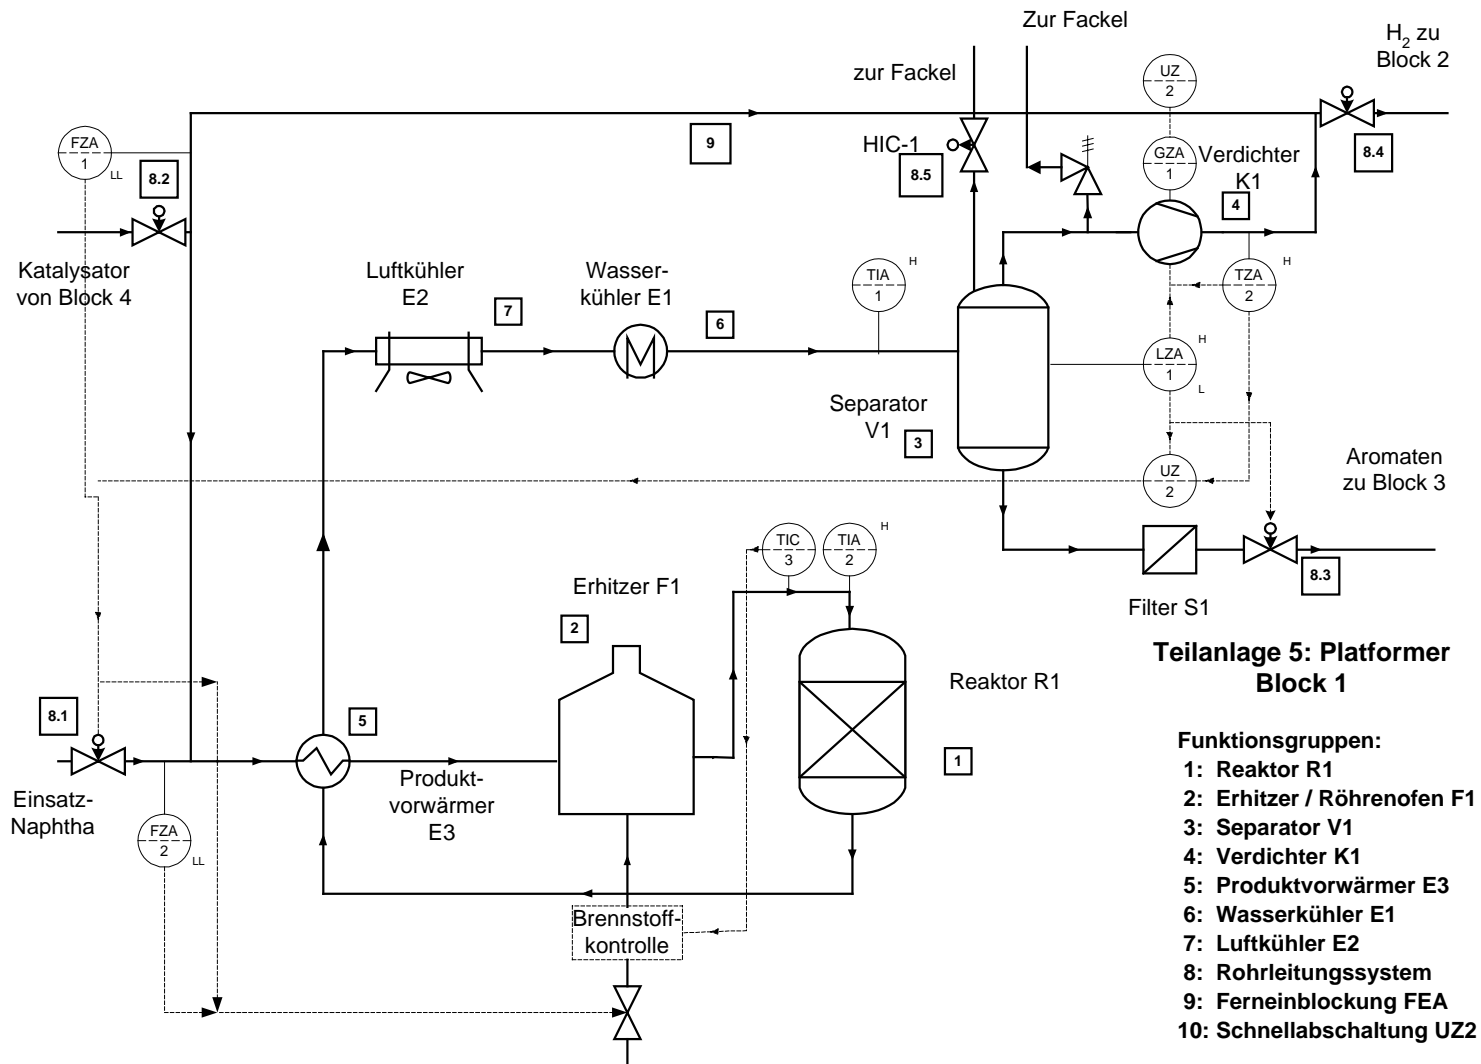 Zur Fackel
H2 zu
Block 2
zur Fackel
UZ
2
FZA
1
LL
8.2
9
HIC-1
8.5
GZA
1
Verdichter
K1
4
8.4
Katalysator
von Block 4
Luftkühler
E2
7
Wasser-
kühler E1
6
TIA
1
H
TZA
2
H
LZA
1
H
L
Separator
V1
3
UZ
2
Aromaten
zu Block 3
TIC
3
TIA
2
H
8.3
Filter S1
Erhitzer F1
2
Teilanlage 5: Platformer
Block 1
Reaktor R1
1
8.1
5
Einsatz-
Naphtha
Produkt-
vorwärmer
E3
FZA
2
LL
Brennstoff-
kontrolle
Funktionsgruppen:
1: Reaktor R1
2: Erhitzer / Röhrenofen F1
3: Separator V1
4: Verdichter K1
5: Produktvorwärmer E3
6: Wasserkühler E1
7: Luftkühler E2
8: Rohrleitungssystem
9: Ferneinblockung FEA
10: Schnellabschaltung UZ2